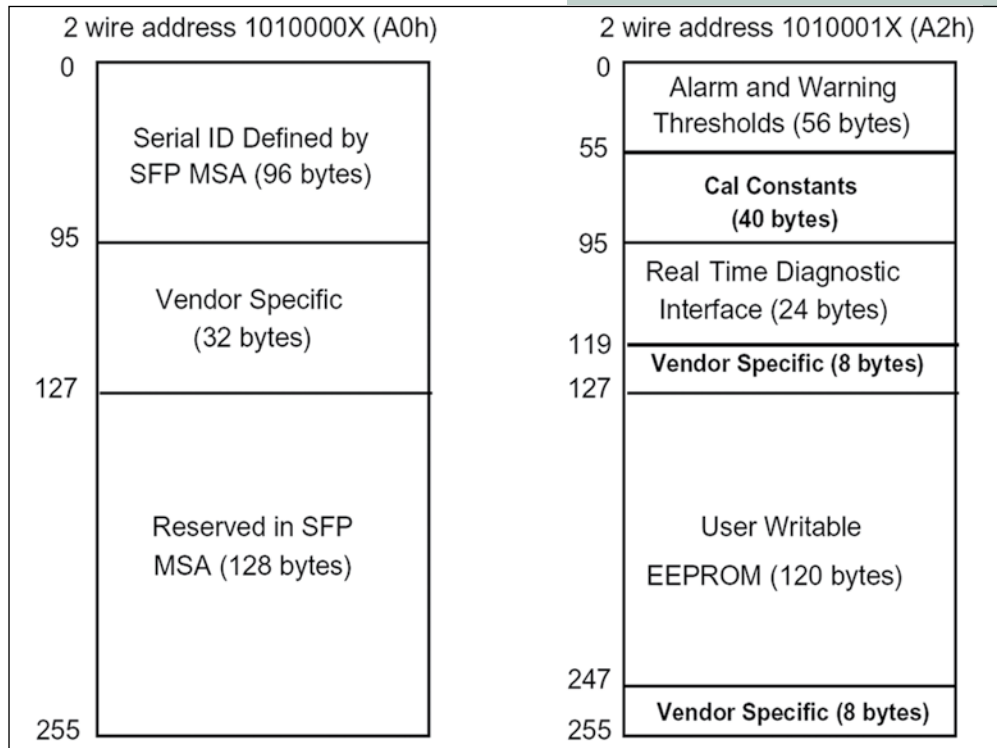 2 wire address 1010000X (A0h)
0
Serial ID Defined by
SFP MSA (96 bytes)
95
Vendor Specific
(32 bytes)
127
Reserved in SFP
MSA (128 bytes)
255
2 wire address 1010001X (A2h)
0
Alarm and Warning
Thresholds (56 bytes)
55
Cal Constants
(40 bytes)
95
Real Time Diagnostic
Interface (24 bytes)
119
Vendor Specific (8 bytes)
127
User Writable
EEPROM (120 bytes)
247
Vendor Specific (8 bytes)
255